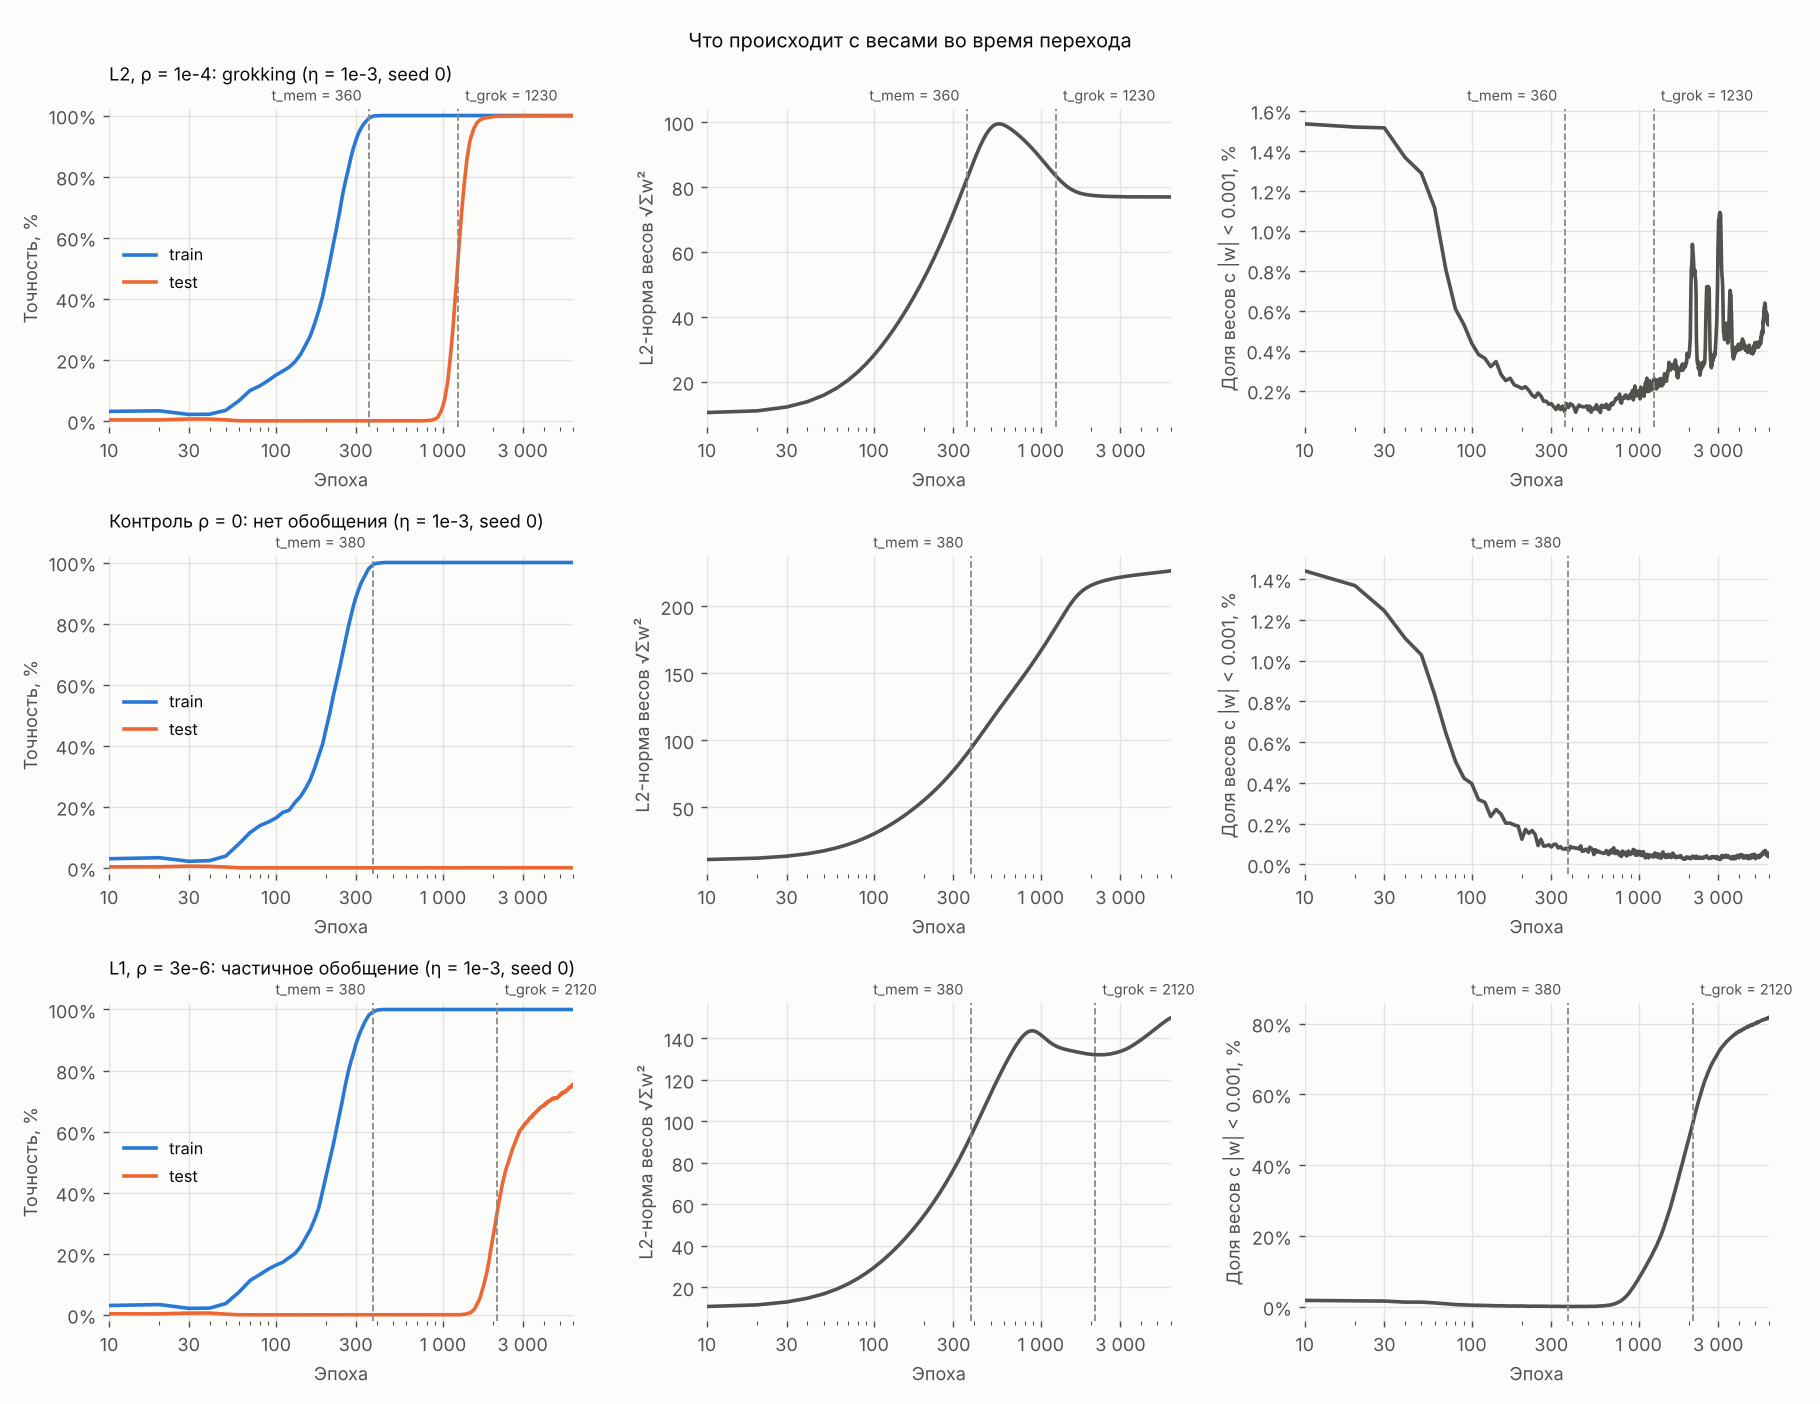 Что происходит с весами во время перехода
L2, ρ = 1e-4: grokking (η = 1e-3, seed 0)
t_mem = 360
t_grok = 1230
100%
80%
60%
40%
20%
0%
Точность, %
train
test
10
30
100
300
1 000
3 000
Эпоха
t_mem = 360
t_grok = 1230
100
80
60
40
20
L2-норма весов √Σw²
10
30
100
300
1 000
3 000
Эпоха
t_mem = 360
t_grok = 1230
1.6%
1.4%
1.2%
1.0%
0.8%
0.6%
0.4%
0.2%
Доля весов с |w| < 0.001, %
10
30
100
300
1 000
3 000
Эпоха
Контроль ρ = 0: нет обобщения (η = 1e-3, seed 0)
t_mem = 380
100%
80%
60%
40%
20%
0%
Точность, %
train
test
10
30
100
300
1 000
3 000
Эпоха
t_mem = 380
200
150
100
50
L2-норма весов √Σw²
10
30
100
300
1 000
3 000
Эпоха
t_mem = 380
1.4%
1.2%
1.0%
0.8%
0.6%
0.4%
0.2%
0.0%
Доля весов с |w| < 0.001, %
10
30
100
300
1 000
3 000
Эпоха
L1, ρ = 3e-6: частичное обобщение (η = 1e-3, seed 0)
t_mem = 380
t_grok = 2120
100%
80%
60%
40%
20%
0%
Точность, %
train
test
10
30
100
300
1 000
3 000
Эпоха
t_mem = 380
t_grok = 2120
140
120
100
80
60
40
20
L2-норма весов √Σw²
10
30
100
300
1 000
3 000
Эпоха
t_mem = 380
t_grok = 2120
80%
60%
40%
20%
0%
Доля весов с |w| < 0.001, %
10
30
100
300
1 000
3 000
Эпоха